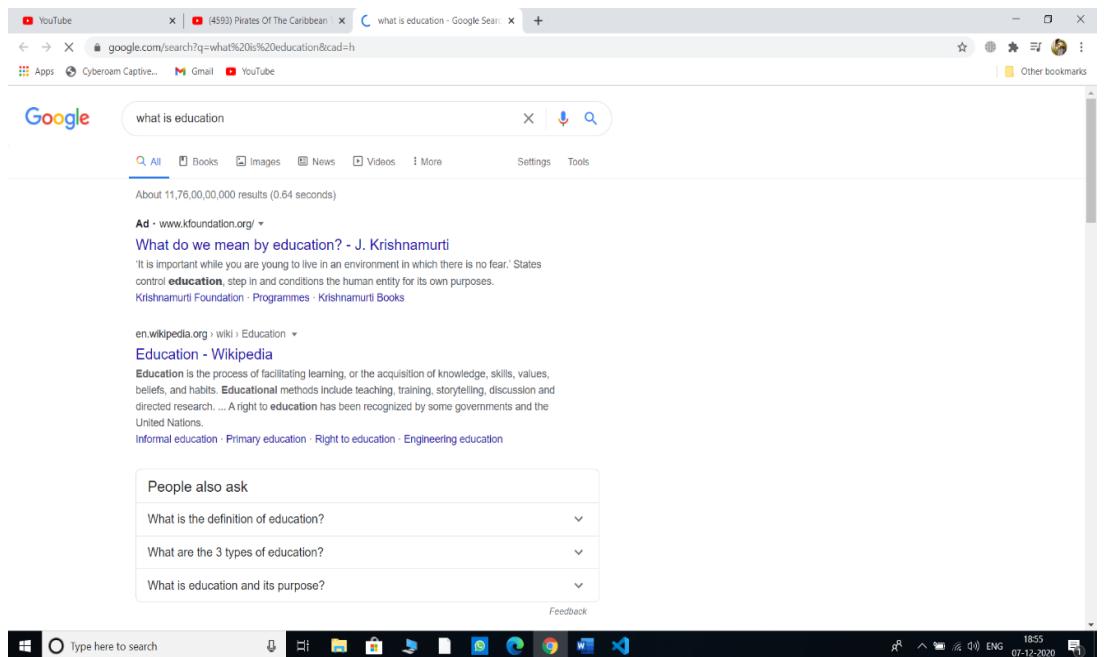 YouTube
(4593) Pirates Of The Caribbean
what is education - Google Searc
google.com/search?q=what%20is%20education&cad=h
Apps Cyberoam Captive... Gmail YouTube Other bookmarks
Google what is education
All Books Images News Videos More Settings Tools
About 11,76,00,00,000 results (0.64 seconds)
Ad · www.kfoundation.org/
What do we mean by education? - J. Krishnamurti
'It is important while you are young to live in an environment in which there is no fear.' States
control education, step in and conditions the human entity for its own purposes.
Krishnamurti Foundation · Programmes · Krishnamurti Books
en.wikipedia.org › wiki › Education
Education - Wikipedia
Education is the process of facilitating learning, or the acquisition of knowledge, skills, values,
beliefs, and habits. Educational methods include teaching, training, storytelling, discussion and
directed research. ... A right to education has been recognized by some governments and the
United Nations.
Informal education · Primary education · Right to education · Engineering education
People also ask
What is the definition of education?
What are the 3 types of education?
What is education and its purpose?
Feedback
Type here to search ENG 18:55
07-12-2020